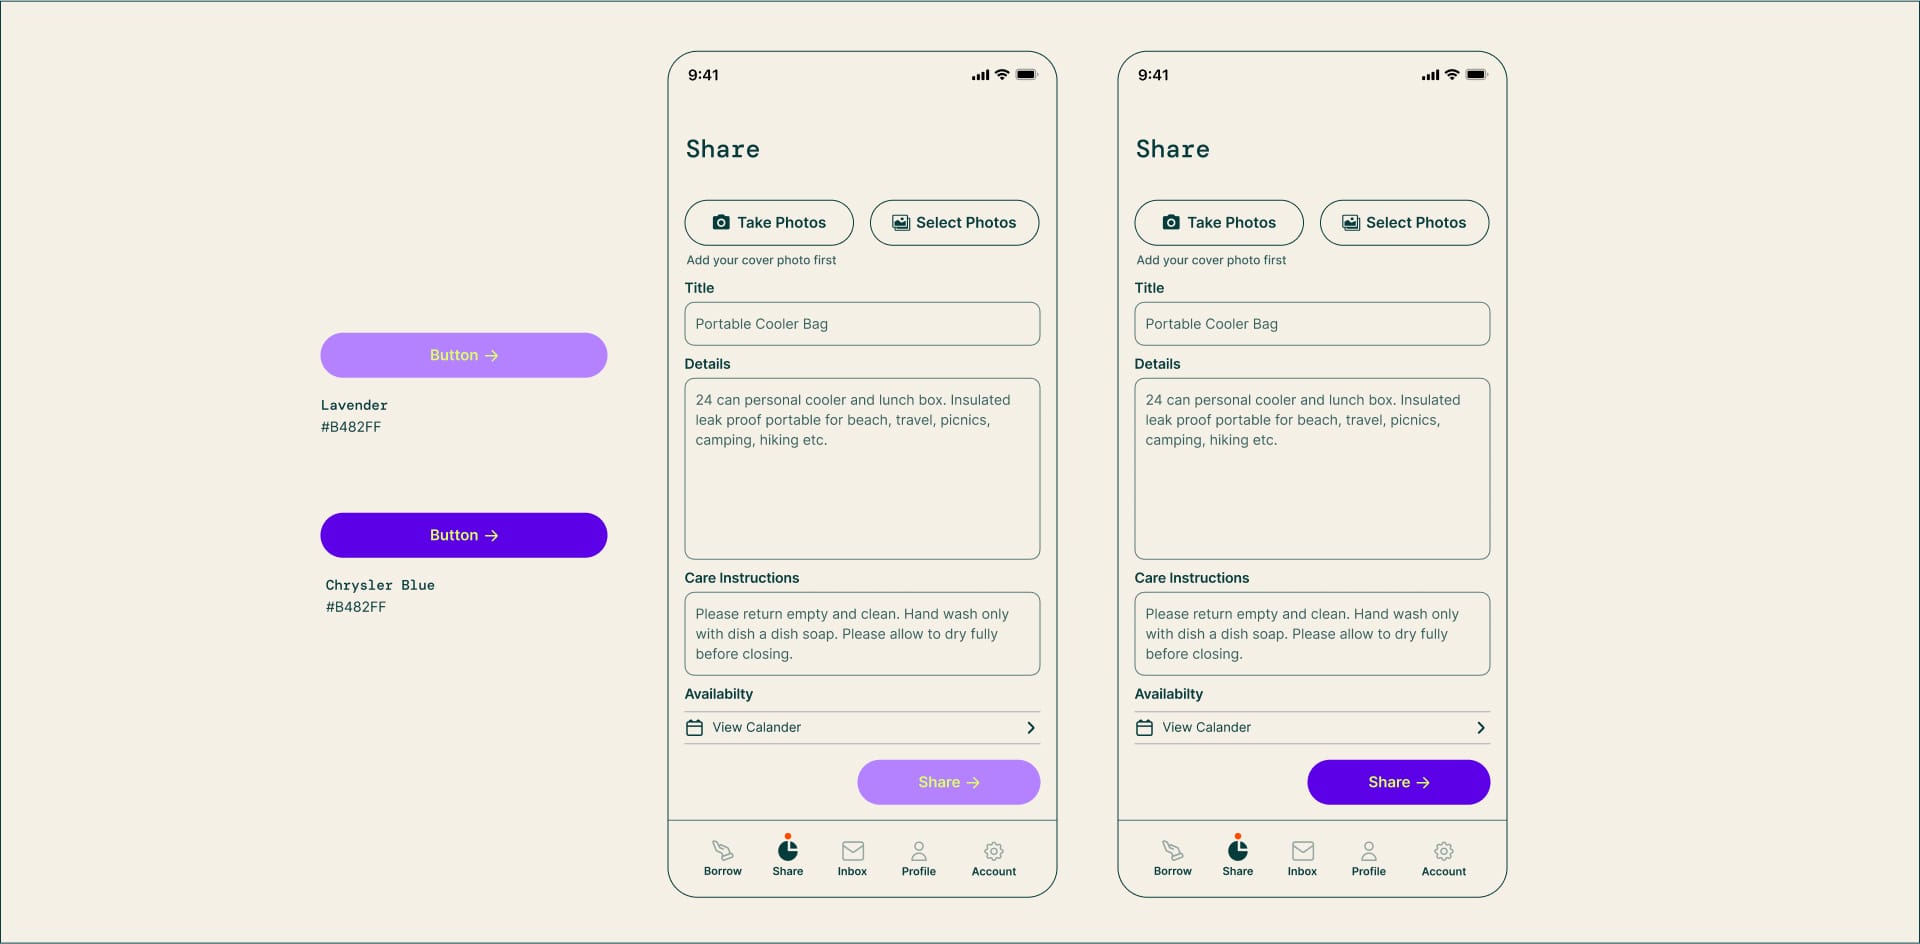 Button →
Lavender
#B482FF
Button →
Chrysler Blue
#B482FF
9:41
Share
Take Photos
Select Photos
Add your cover photo first
Title
Portable Cooler Bag
Details
24 can personal cooler and lunch box. Insulated
leak proof portable for beach, travel, picnics,
camping, hiking etc.
Care Instructions
Please return empty and clean. Hand wash only
with dish a dish soap. Please allow to dry fully
before closing.
Availabilty
View Calander
Share →
Borrow
Share
Inbox
Profile
Account
9:41
Share
Take Photos
Select Photos
Add your cover photo first
Title
Portable Cooler Bag
Details
24 can personal cooler and lunch box. Insulated
leak proof portable for beach, travel, picnics,
camping, hiking etc.
Care Instructions
Please return empty and clean. Hand wash only
with dish a dish soap. Please allow to dry fully
before closing.
Availabilty
View Calander
Share →
Borrow
Share
Inbox
Profile
Account